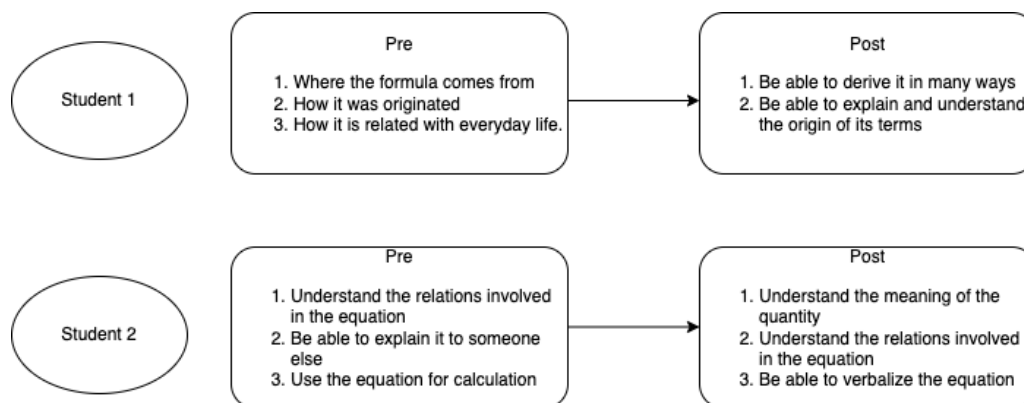 Student 1
Pre
1. Where the formula comes from
2. How it was originated
3. How it is related with everyday life.
Post
1. Be able to derive it in many ways
2. Be able to explain and understand
the origin of its terms
Student 2
Pre
1. Understand the relations involved
in the equation
2. Be able to explain it to someone
else
3. Use the equation for calculation
Post
1. Understand the meaning of the
quantity
2. Understand the relations involved
in the equation
3. Be able to verbalize the equation